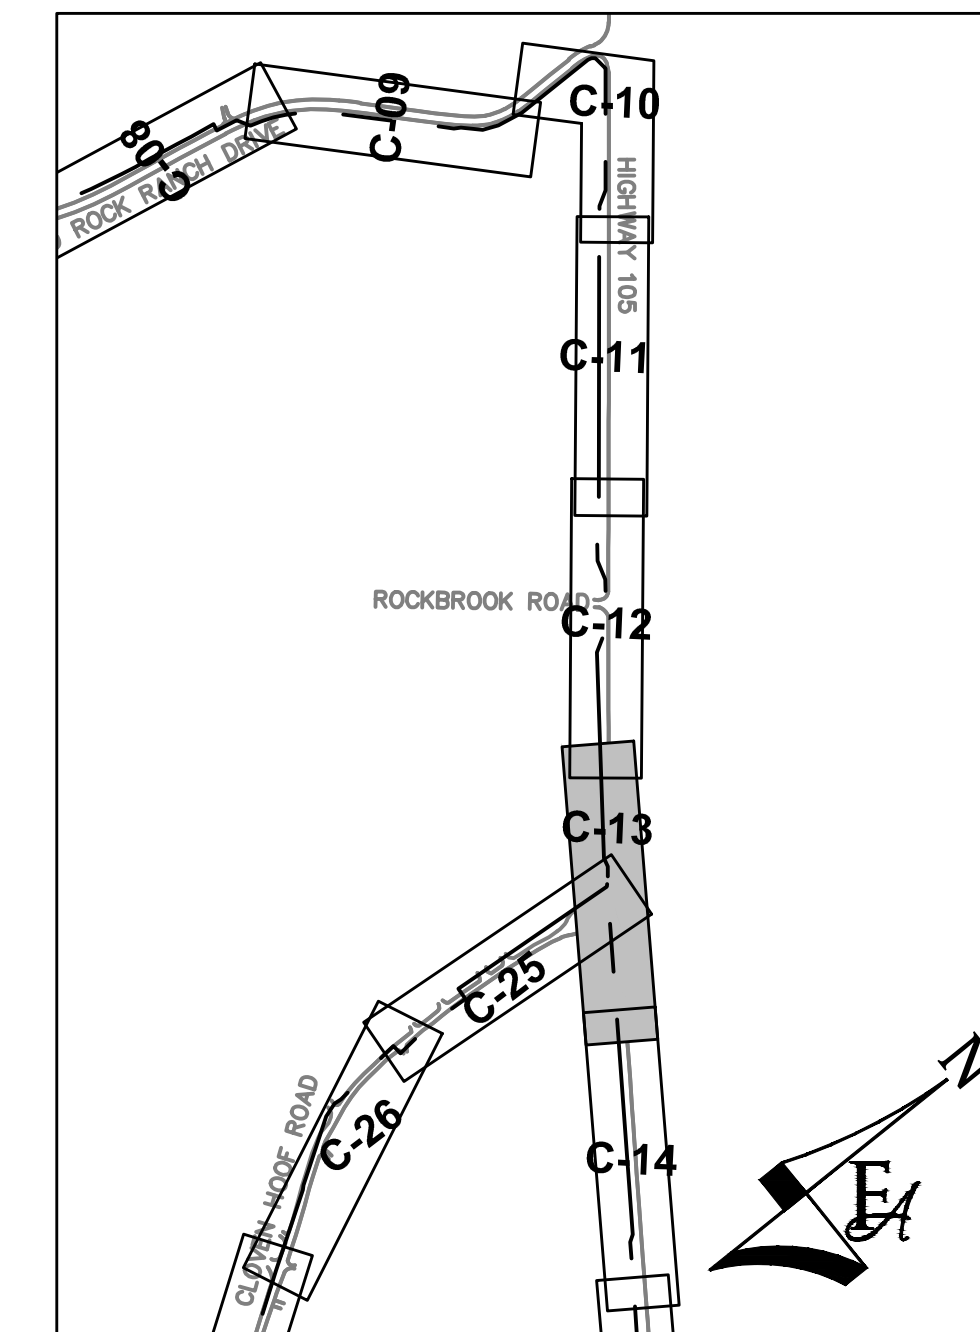 C-10
C-09
C-08
ROCK RANCH DRIVE
HIGHWAY 105
C-11
ROCKBROOK ROAD
C-12
C-13
C-25
C-26
CLOVEN HOOF ROAD
C-14
N
EA